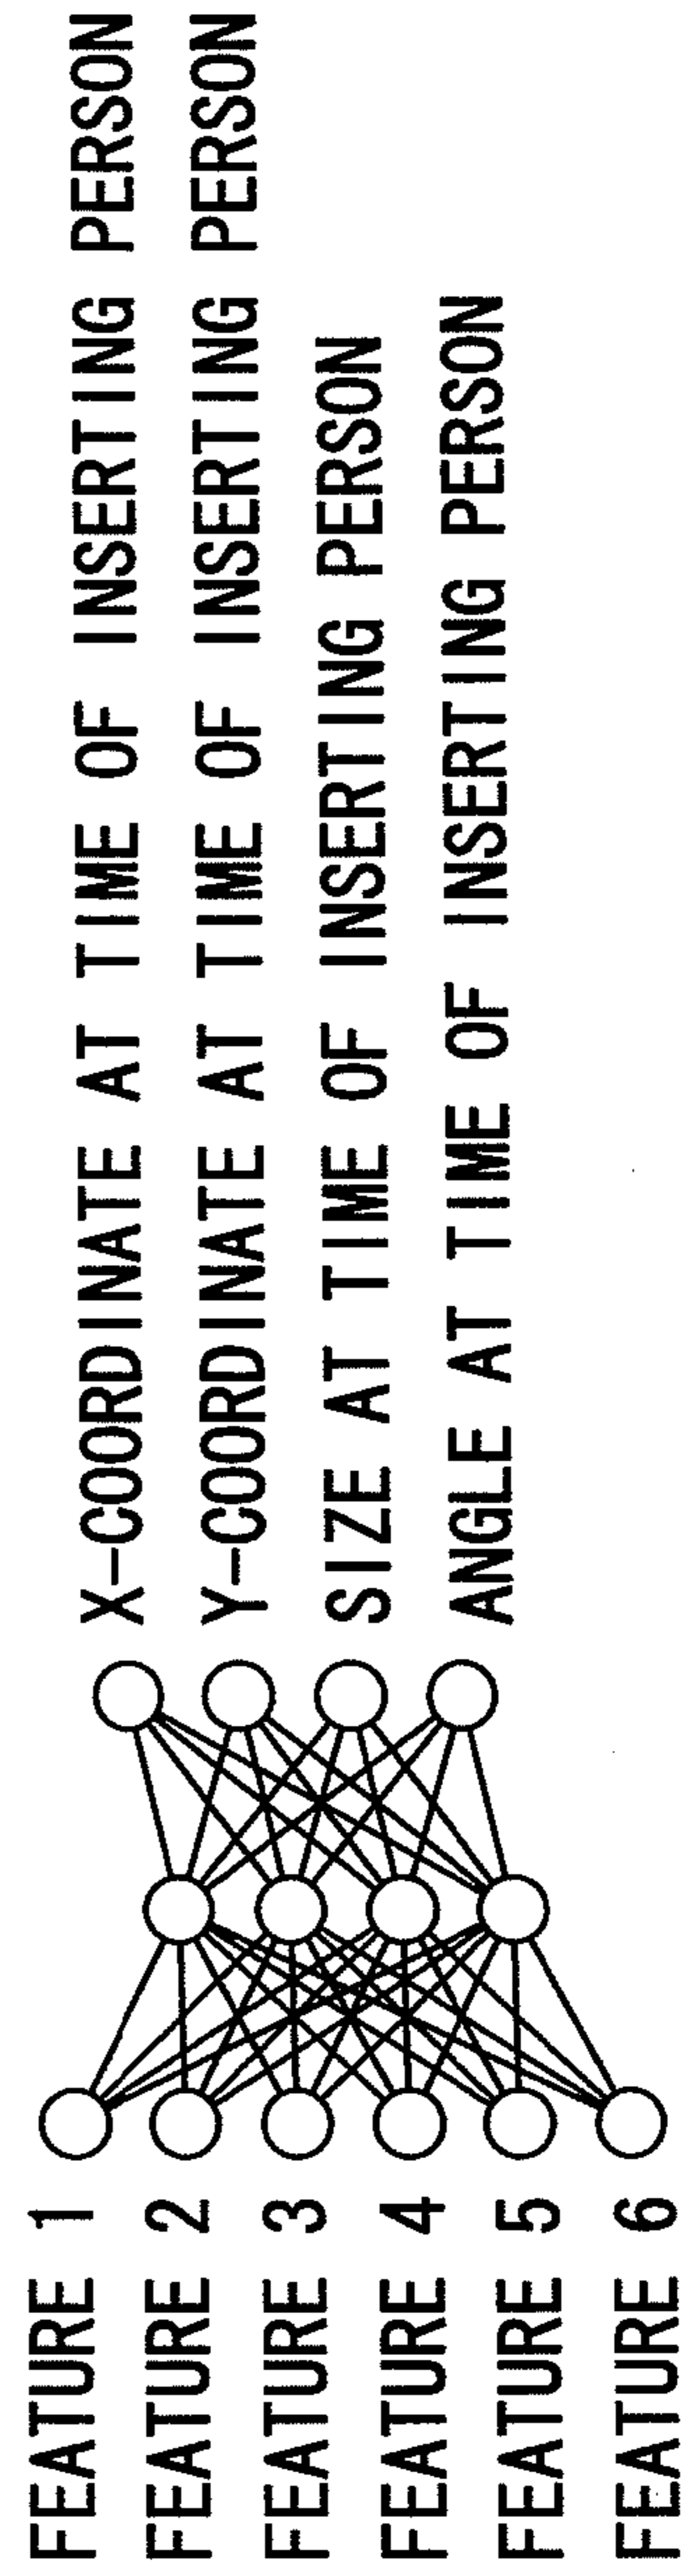 FEATURE 1
FEATURE 2
FEATURE 3
FEATURE 4
FEATURE 5
FEATURE 6
X-COORDINATE AT TIME OF INSERTING PERSON
Y-COORDINATE AT TIME OF INSERTING PERSON
SIZE AT TIME OF INSERTING PERSON
ANGLE AT TIME OF INSERTING PERSON